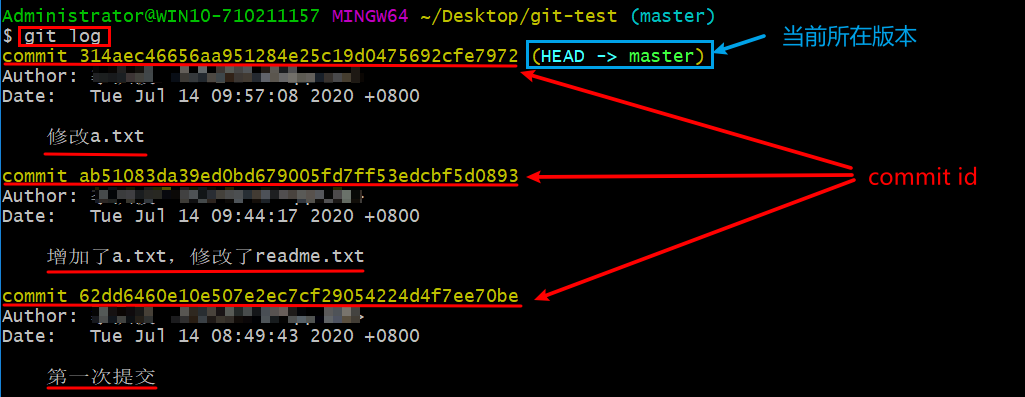 Administrator@WIN10-710211157 MINGW64 ~/Desktop/git-test (master)
$ git log
当前所在版本
commit 314aec46656aa951284e25c19d0475692cfe7972 (HEAD -> master)
Author:
Date:   Tue Jul 14 09:57:08 2020 +0800
修改a.txt
commit ab51083da39ed0bd679005fd7ff53edcbf5d0893
commit id
Author:
Date:   Tue Jul 14 09:44:17 2020 +0800
增加了a.txt，修改了readme.txt
commit 62dd6460e10e507e2ec7cf29054224d4f7ee70be
Author:
Date:   Tue Jul 14 08:49:43 2020 +0800
第一次提交